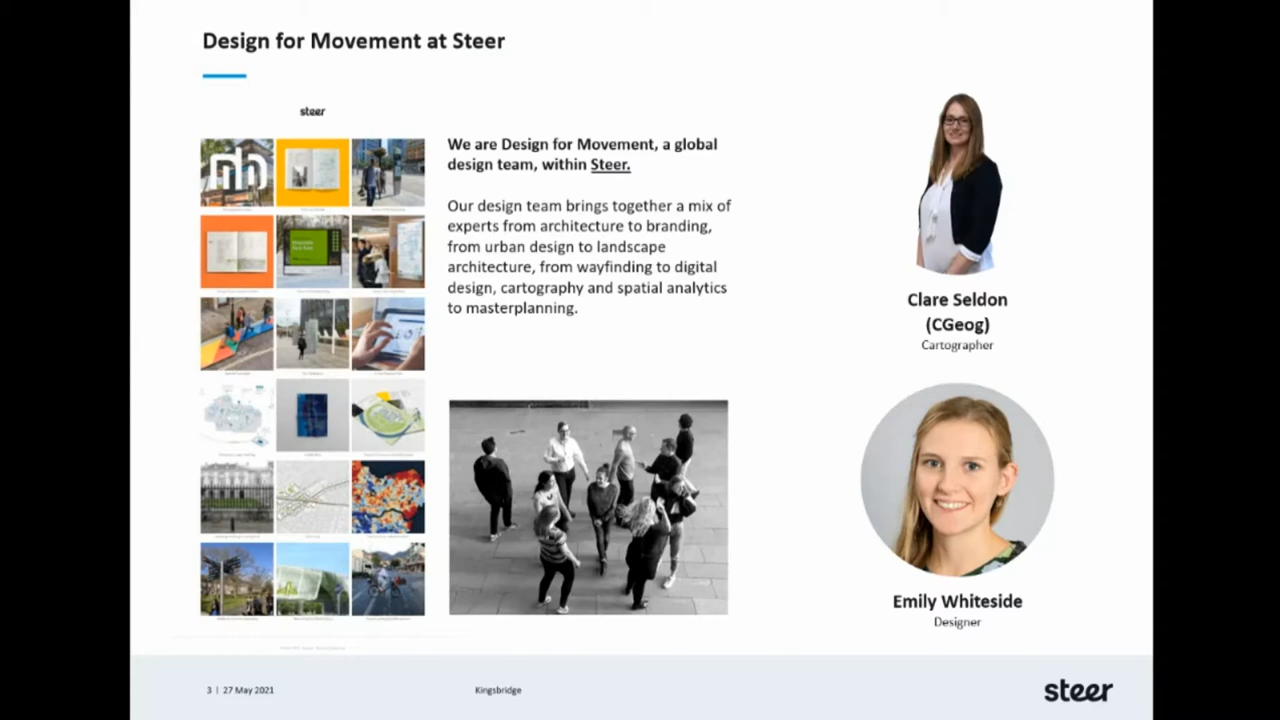 Design for Movement at Steer
steer
We are Design for Movement, a global
design team, within Steer.
Our design team brings together a mix of
experts from architecture to branding,
from urban design to landscape
architecture, from wayfinding to digital
design, cartography and spatial analytics
to masterplanning.
Clare Seldon
(CGeog)
Cartographer
Emily Whiteside
Designer
3 | 27 May 2021
Kingsbridge
steer